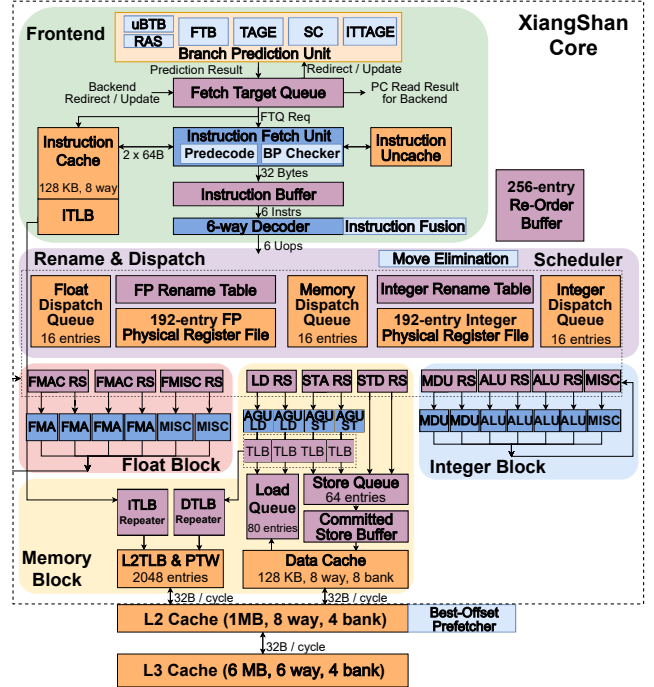 Frontend
uBTB
RAS
FTB
TAGE
SC
ITTAGE
Branch Prediction Unit
XiangShan
Core
Prediction Result
Redirect / Update
Backend
Redirect / Update
Fetch Target Queue
PC Read Result
for Backend
FTQ Req
Instruction
Cache
128 KB, 8 way
ITLB
2 x 64B
Instruction Fetch Unit
Predecode
BP Checker
Instruction
Uncache
32 Bytes
Instruction Buffer
6 Instrs
6-way Decoder
Instruction Fusion
6 Uops
256-entry
Re-Order
Buffer
Rename & Dispatch
Move Elimination
Scheduler
Float
Dispatch
Queue
16 entries
FP Rename Table
192-entry FP
Physical Register File
Memory
Dispatch
Queue
16 entries
Integer Rename Table
192-entry Integer
Physical Register File
Integer
Dispatch
Queue
16 entries
FMAC RS
FMAC RS
FMISC RS
FMA
FMA
FMA
FMA
MISC
MISC
Float Block
LD RS
STA RS
STD RS
AGU
LD
AGU
LD
AGU
ST
AGU
ST
TLB
TLB
TLB
TLB
MDU RS
ALU RS
ALU RS
MISC
MDU
MDU
ALU
ALU
ALU
ALU
MISC
Integer Block
Load
Queue
80 entries
Store Queue
64 entries
Committed
Store Buffer
ITLB
Repeater
DTLB
Repeater
Memory
Block
L2TLB & PTW
2048 entries
Data Cache
128 KB, 8 way, 8 bank
32B / cycle
32B / cycle
L2 Cache (1MB, 8 way, 4 bank)
Best-Offset
Prefetcher
32B / cycle
L3 Cache (6 MB, 6 way, 4 bank)